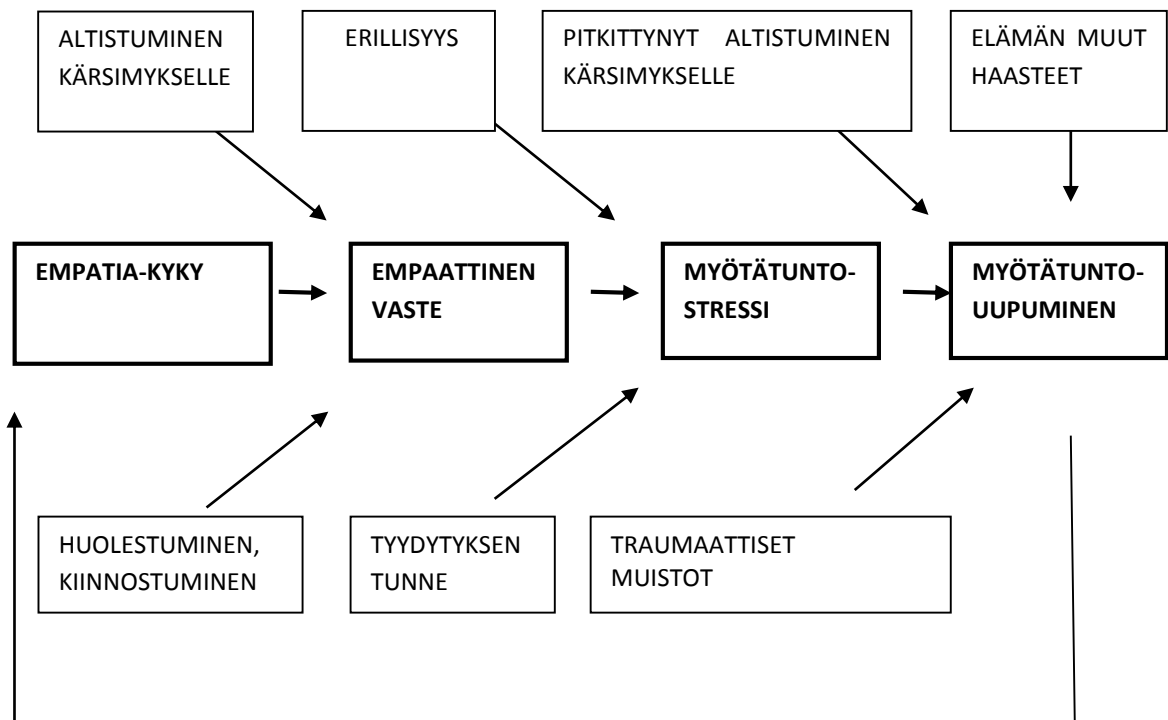 ALTISTUMINEN
KÄRSIMYKSELLE
ERILLISYYS
PITKITTYNYT ALTISTUMINEN
KÄRSIMYKSELLE
ELÄMÄN MUUT
HAASTEET
EMPATIA-KYKY
EMPAATTINEN
VASTE
MYÖTÄTUNTO-
STRESSI
MYÖTÄTUNTO-
UUPUMINEN
HUOLESTUMINEN,
KIINNOSTUMINEN
TYYDYTYKSEN
TUNNE
TRAUMAATTISET
MUISTOT